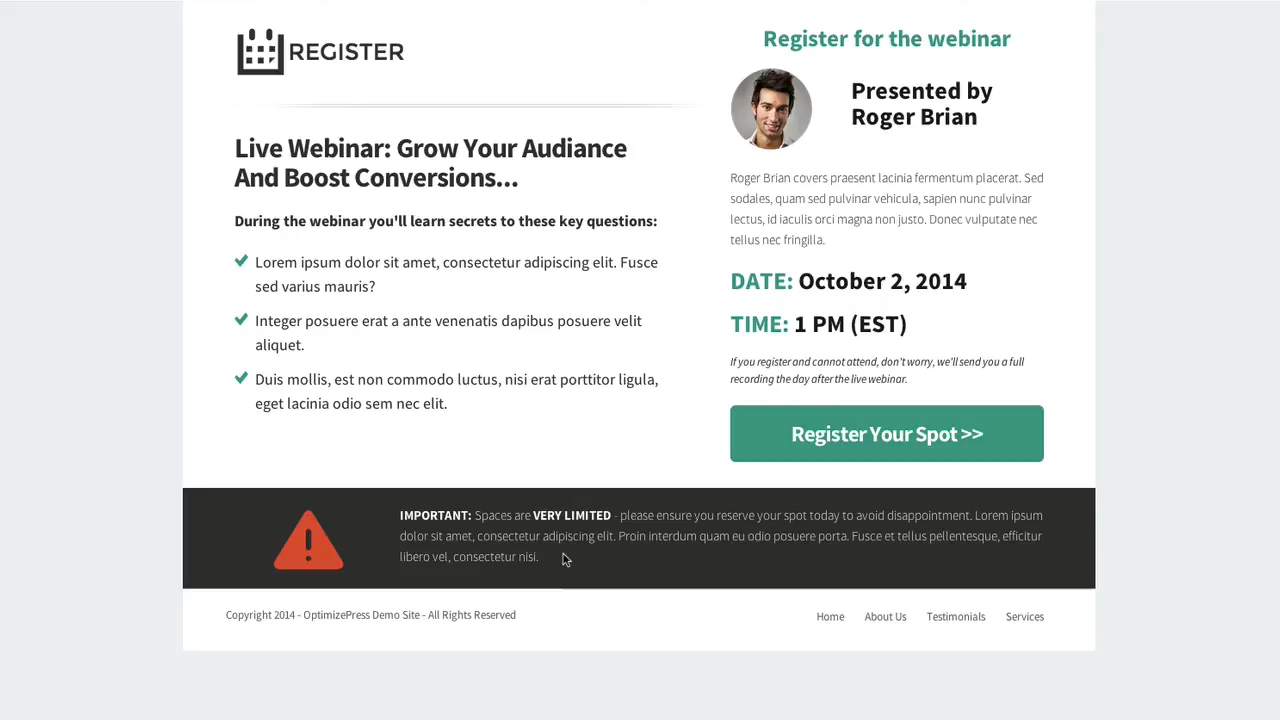 REGISTER
Live Webinar: Grow Your Audience
And Boost Conversions...
During the webinar you'll learn secrets to these key questions:
Lorem ipsum dolor sit amet, consectetur adipiscing elit. Fusce
sed varius mauris?
Integer posuere erat a ante venenatis dapibus posuere velit
aliquet.
Duis mollis, est non commodo luctus, nisi erat porttitor ligula,
eget lacinia odio sem nec elit.
Register for the webinar
Presented by
Roger Brian
Roger Brian covers praesent lacinia fermentum placerat. Sed
sodales, quam sed pulvinar vehicula, sapien nunc pulvinar
lectus, id iaculis orci magna non justo. Donec vulputate nec
tellus nec fringilla.
DATE: October 2, 2014
TIME: 1 PM (EST)
If you register and cannot attend, don't worry, we'll send you a full
recording the day after the live webinar.
Register Your Spot >>
IMPORTANT: Spaces are VERY LIMITED - please ensure you reserve your spot today to avoid disappointment. Lorem ipsum
dolor sit amet, consectetur adipiscing elit. Proin interdum quam eu odio posuere porta. Fusce et tellus pellentesque, efficitur
libero vel, consectetur nisi.
Copyright 2014 - OptimizePress Demo Site - All Rights Reserved
Home About Us Testimonials Services